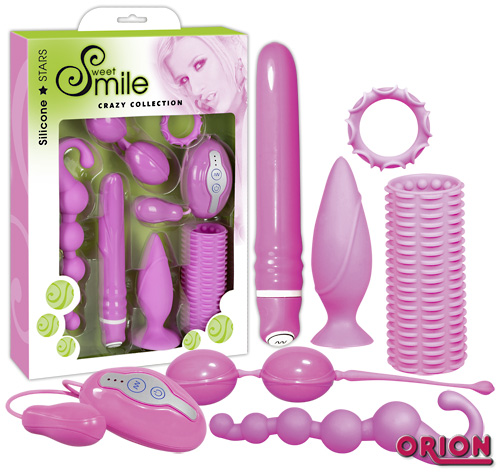 Silicone ★ STARS
Sweet
Smile
CRAZY COLLECTION
ORION